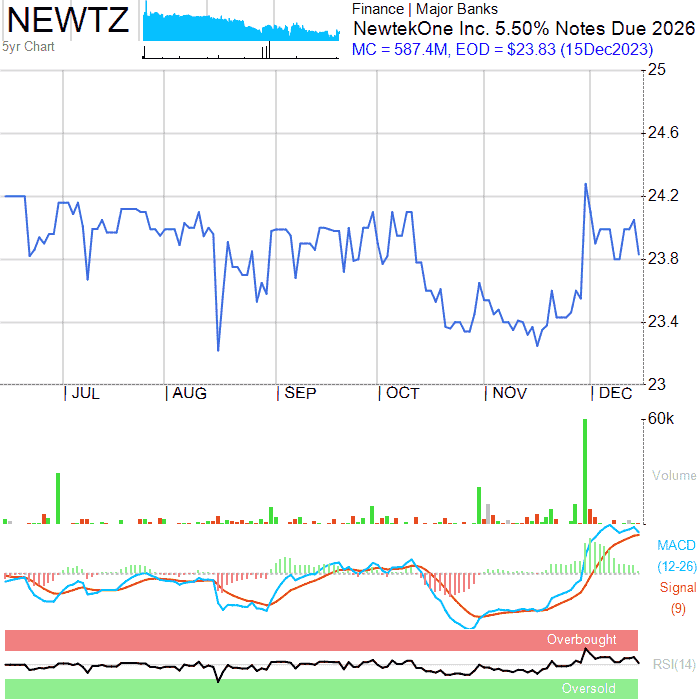 NEWTZ
5yr Chart
Finance | Major Banks
NewtekOne Inc. 5.50% Notes Due 2026
MC = 587.4M, EOD = $23.83 (15Dec2023)
25
24.6
24.2
23.8
23.4
23
JUL AUG SEP OCT NOV DEC
60k
Volume
MACD
(12-26)
Signal
(9)
Overbought
RSI(14)
Oversold